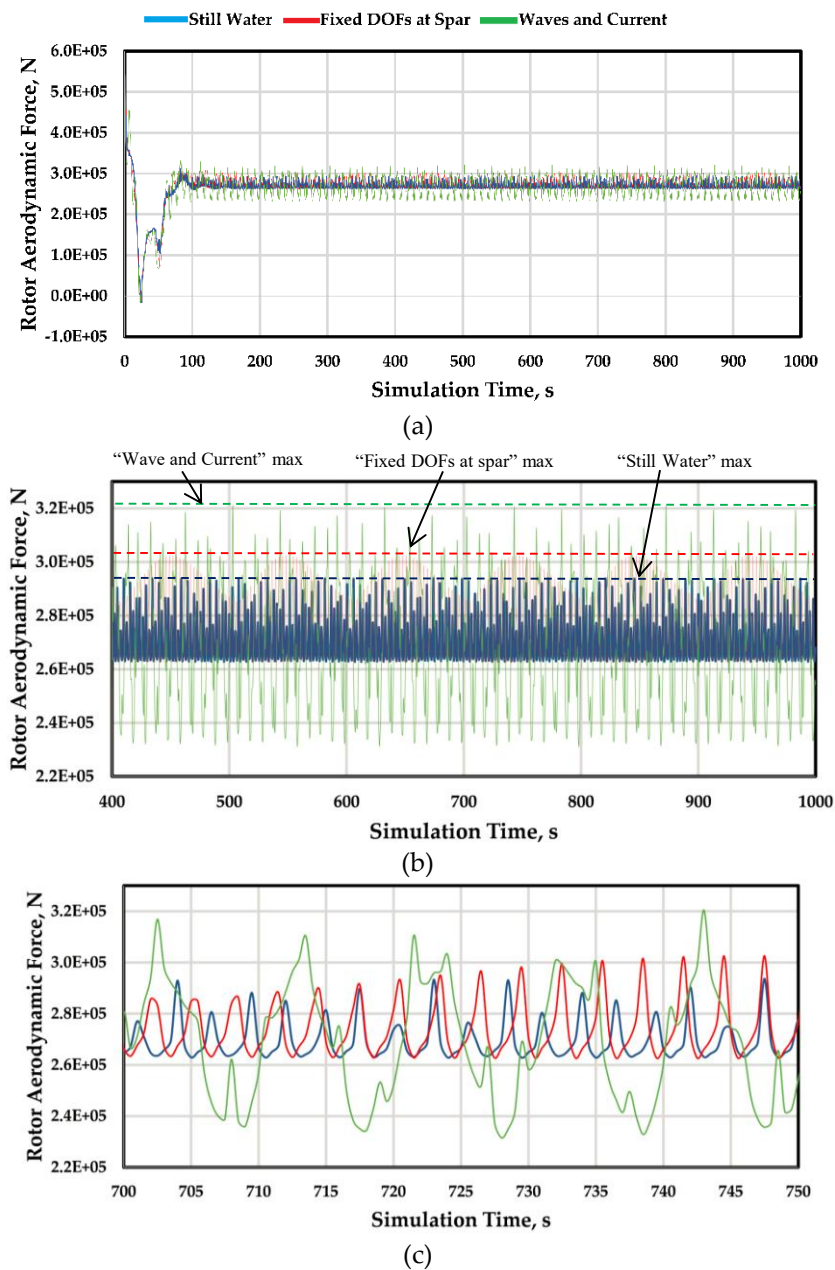 Still Water Fixed DOFs at Spar Waves and Current
Rotor Aerodynamic Force, N
6.0E+05
5.0E+05
4.0E+05
3.0E+05
2.0E+05
1.0E+05
0.0E+00
-1.0E+05
0 100 200 300 400 500 600 700 800 900 1000
Simulation Time, s
(a)
"Wave and Current" max "Fixed DOFs at spar" max "Still Water" max
Rotor Aerodynamic Force, N
3.2E+05
3.0E+05
2.8E+05
2.6E+05
2.4E+05
2.2E+05
400 500 600 700 800 900 1000
Simulation Time, s
(b)
Rotor Aerodynamic Force, N
3.2E+05
3.0E+05
2.8E+05
2.6E+05
2.4E+05
2.2E+05
700 705 710 715 720 725 730 735 740 745 750
Simulation Time, s
(c)